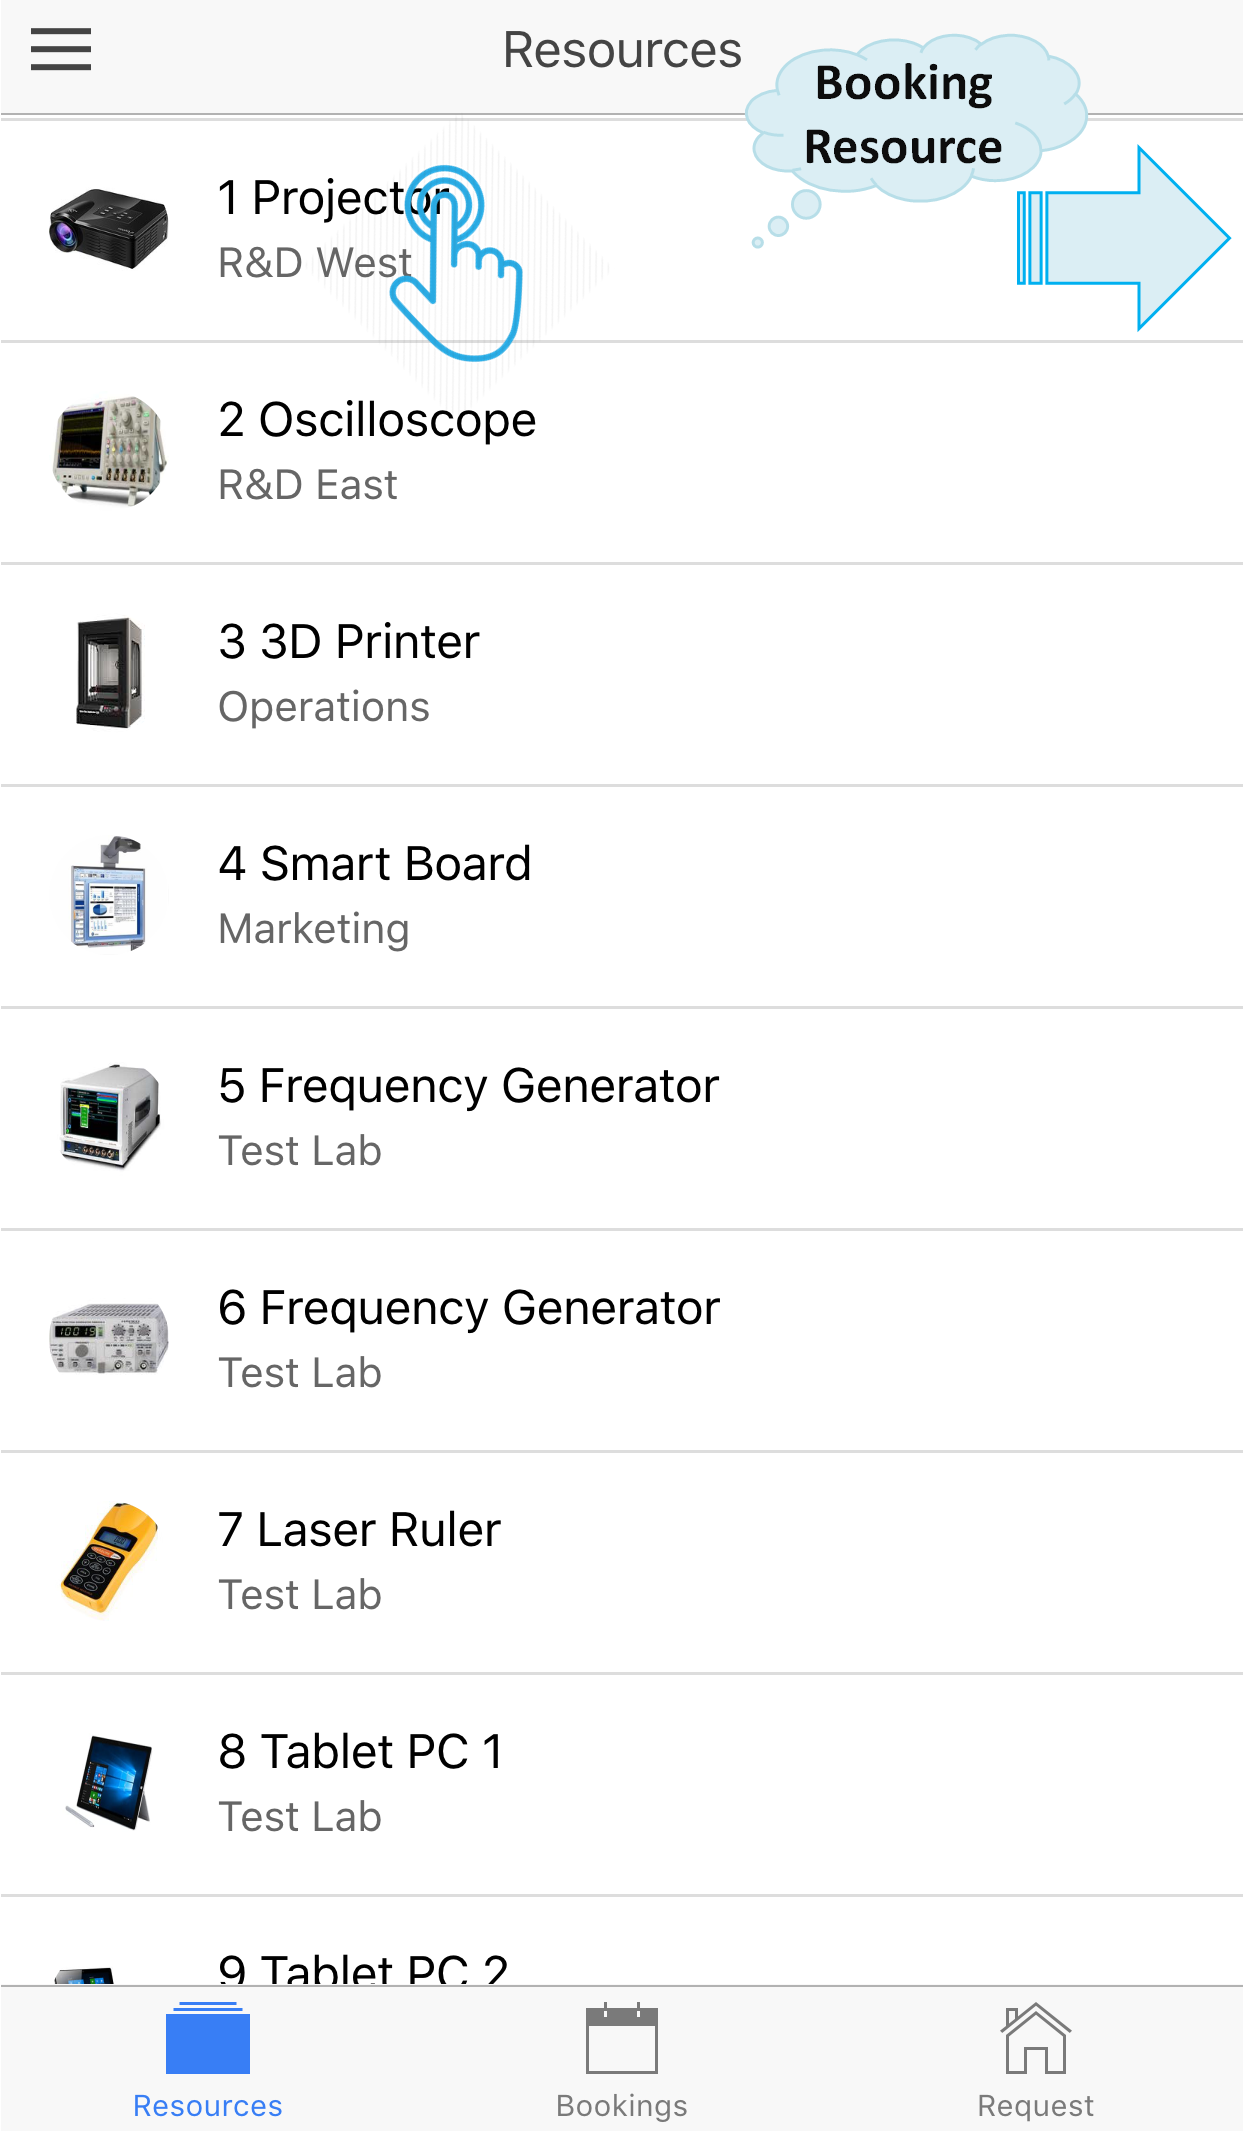 Resources
Booking
Resource
1 Projector
R&D West
2 Oscilloscope
R&D East
3 3D Printer
Operations
4 Smart Board
Marketing
5 Frequency Generator
Test Lab
6 Frequency Generator
Test Lab
10019
7 Laser Ruler
Test Lab
8 Tablet PC 1
Test Lab
9 Tablet PC 2
Resources
Bookings
Request